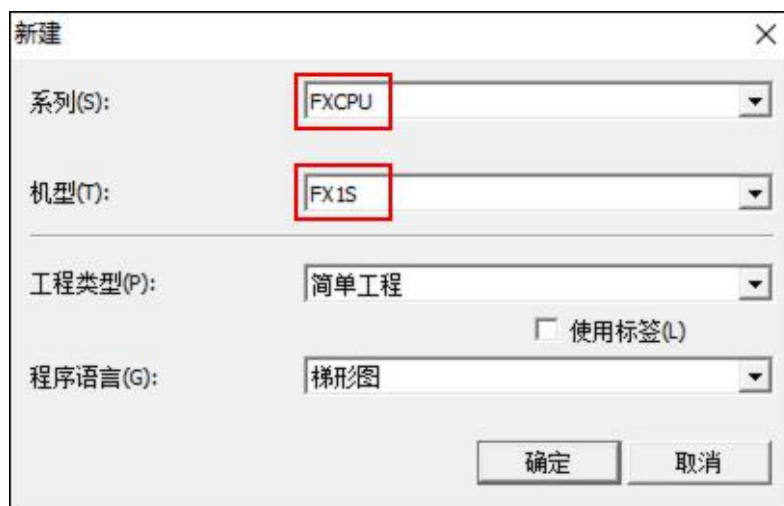 新建
系列(S): FXCPU
机型(T): FX1S
工程类型(P): 简单工程
使用标签(L)
程序语言(G): 梯形图
确定 取消